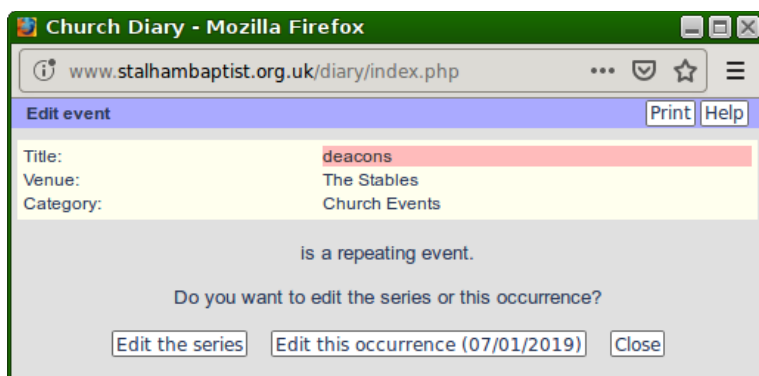 Church Diary - Mozilla Firefox
www.stalhambaptist.org.uk/diary/index.php
Edit event Print Help
Title: deacons
Venue: The Stables
Category: Church Events
is a repeating event.
Do you want to edit the series or this occurrence?
Edit the series Edit this occurrence (07/01/2019) Close